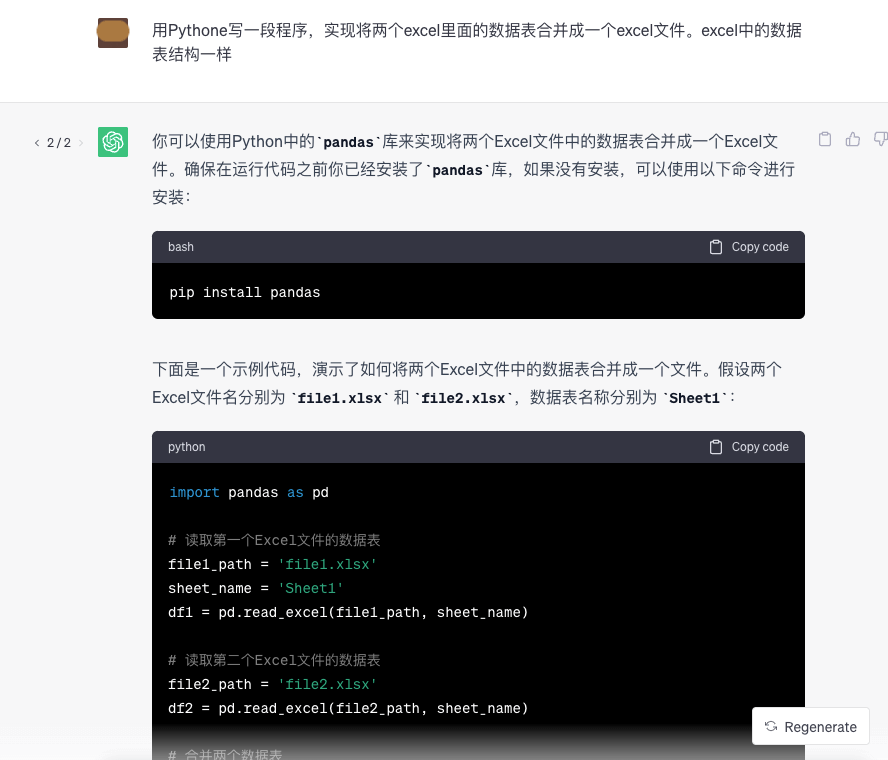 用Pythone写一段程序，实现将两个excel里面的数据表合并成一个excel文件。excel中的数据
表结构一样
2 / 2
你可以使用Python中的`pandas`库来实现将两个Excel文件中的数据表合并成一个Excel文
件。确保在运行代码之前你已经安装了`pandas`库，如果没有安装，可以使用以下命令进行
安装：
bash
Copy code
pip install pandas
下面是一个示例代码，演示了如何将两个Excel文件中的数据表合并成一个文件。假设两个
Excel文件名分别为 `file1.xlsx` 和 `file2.xlsx`，数据表名称分别为 `Sheet1`：
python
Copy code
import pandas as pd
# 读取第一个Excel文件的数据表
file1_path = 'file1.xlsx'
sheet_name = 'Sheet1'
df1 = pd.read_excel(file1_path, sheet_name)
# 读取第二个Excel文件的数据表
file2_path = 'file2.xlsx'
df2 = pd.read_excel(file2_path, sheet_name)
Regenerate
# 合并两个数据表